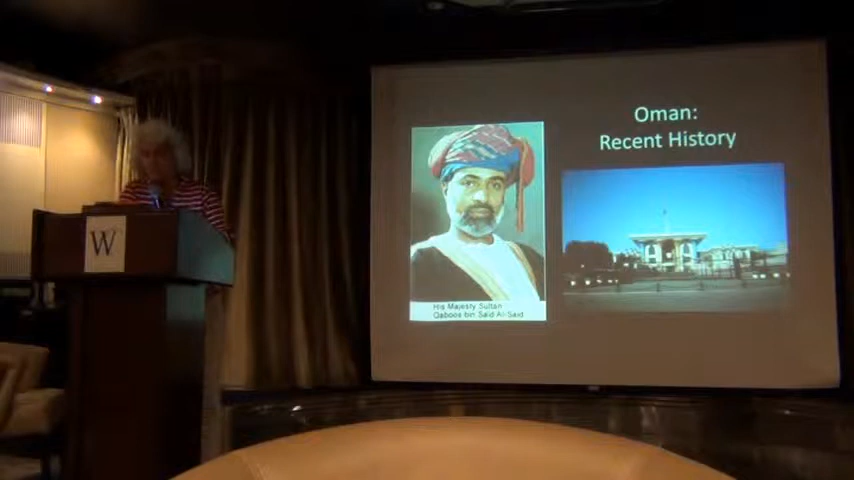 Oman:
Recent History
His Majesty Sultan
Qaboos bin Said Al-Said
W